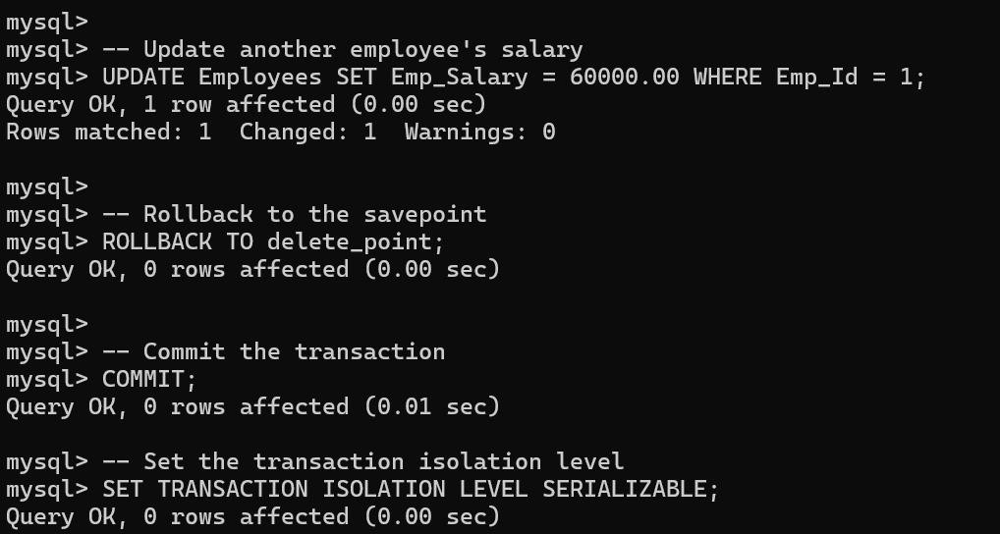 mysql>
mysql> -- Update another employee's salary
mysql> UPDATE Employees SET Emp_Salary = 60000.00 WHERE Emp_Id = 1;
Query OK, 1 row affected (0.00 sec)
Rows matched: 1  Changed: 1  Warnings: 0
mysql>
mysql> -- Rollback to the savepoint
mysql> ROLLBACK TO delete_point;
Query OK, 0 rows affected (0.00 sec)
mysql>
mysql> -- Commit the transaction
mysql> COMMIT;
Query OK, 0 rows affected (0.01 sec)
mysql> -- Set the transaction isolation level
mysql> SET TRANSACTION ISOLATION LEVEL SERIALIZABLE;
Query OK, 0 rows affected (0.00 sec)